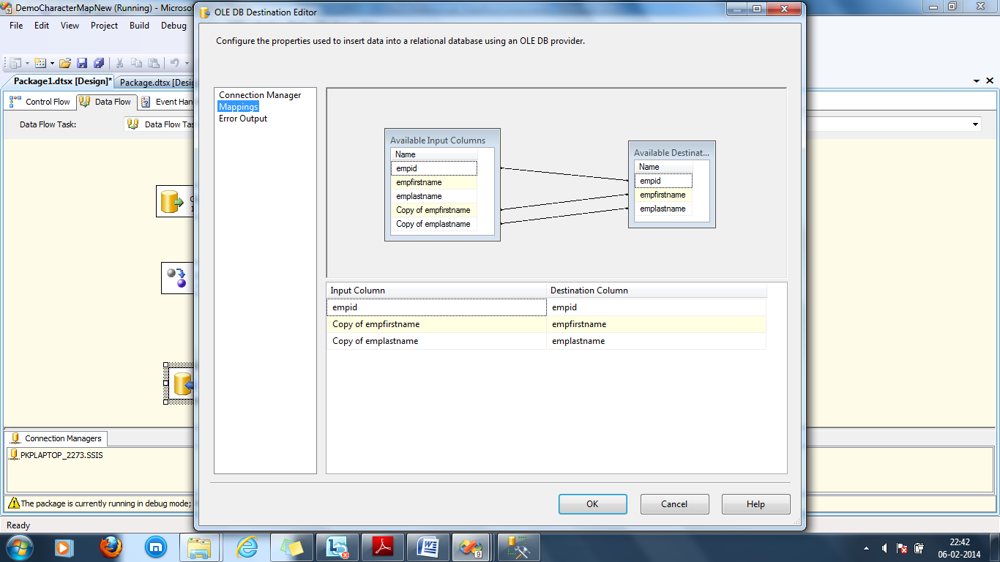 DemoCharacterMapNew (Running) - Microsof
OLE DB Destination Editor
File Edit View Project Build Debug
Configure the properties used to insert data into a relational database using an OLE DB provider.
Package1.dtsx [Design]* Package.dtsx [Desig
Control Flow Data Flow Event Han
Data Flow Task: Data Flow Tas
Connection Manager
Mappings
Error Output
Available Input Columns
Name
empid
empfirstname
emplastname
Copy of empfirstname
Copy of emplastname
Available Destinat...
Name
empid
empfirstname
emplastname
Input Column Destination Column
empid empid
Copy of empfirstname empfirstname
Copy of emplastname emplastname
Connection Managers
PKPLAPTOP_2273.SSIS
The package is currently running in debug mode;
OK Cancel Help
Ready
22:42
06-02-2014